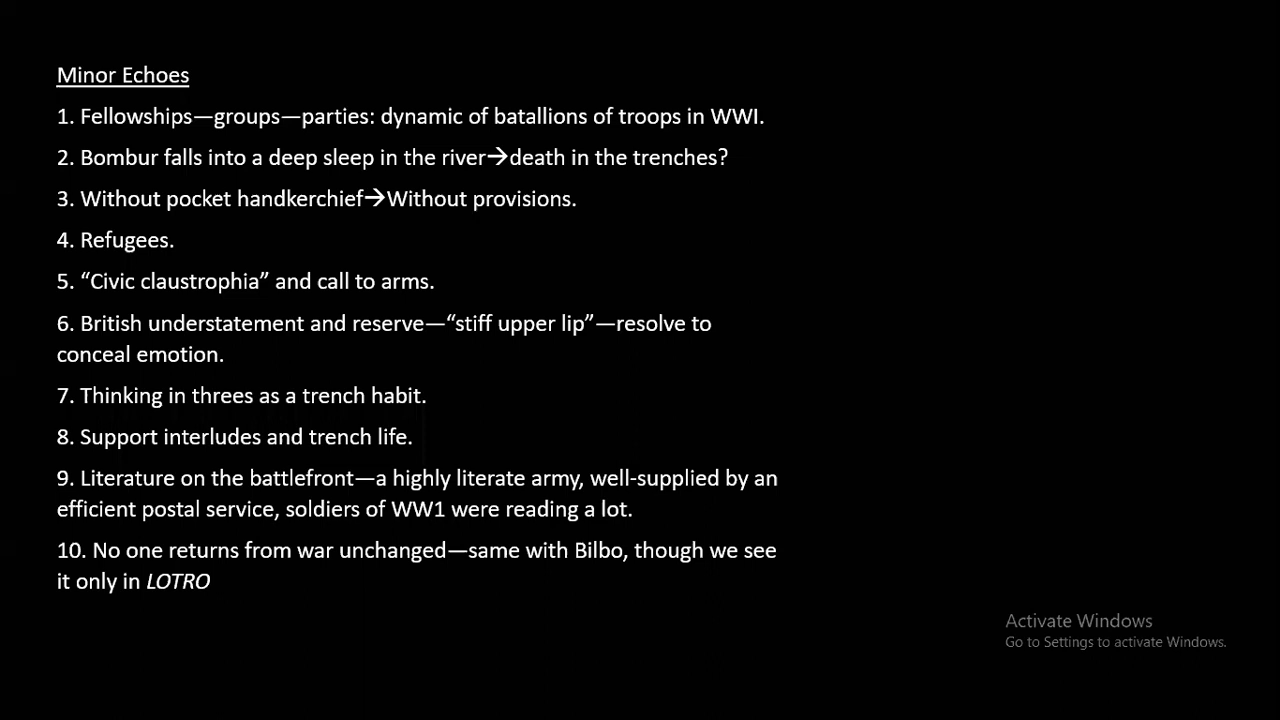 Minor Echoes
1. Fellowships—groups—parties: dynamic of batallions of troops in WWI.
2. Bombur falls into a deep sleep in the river→death in the trenches?
3. Without pocket handkerchief→Without provisions.
4. Refugees.
5. “Civic claustrophia” and call to arms.
6. British understatement and reserve—“stiff upper lip”—resolve to
conceal emotion.
7. Thinking in threes as a trench habit.
8. Support interludes and trench life.
9. Literature on the battlefront—a highly literate army, well-supplied by an
efficient postal service, soldiers of WW1 were reading a lot.
10. No one returns from war unchanged—same with Bilbo, though we see
it only in LOTRO
Activate Windows
Go to Settings to activate Windows.